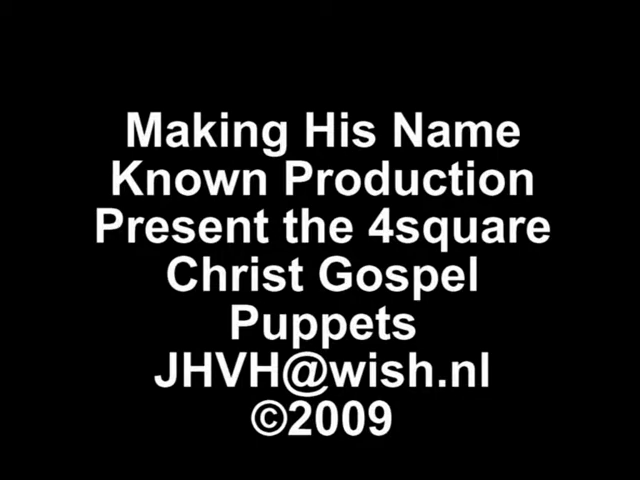 Making His Name
Known Production
Present the 4square
Christ Gospel
Puppets
JHVH@wish.nl
©2009